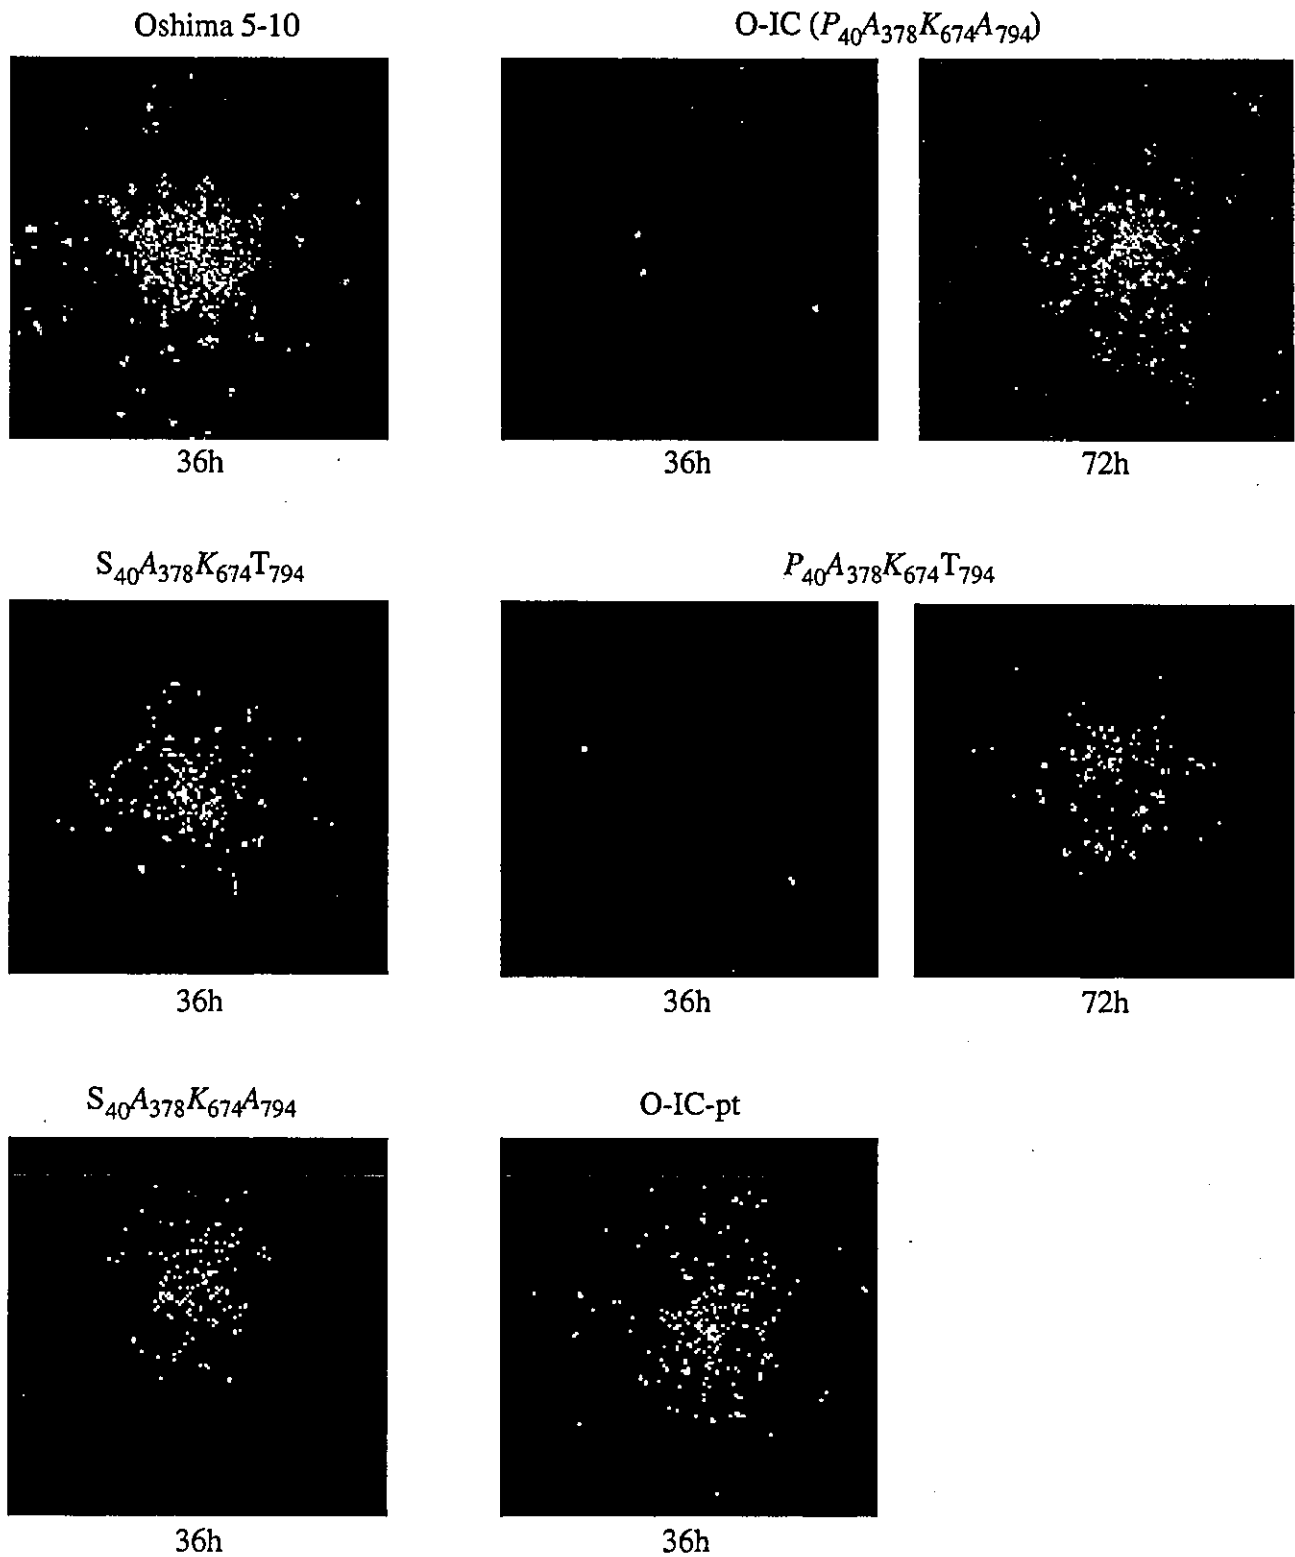 Oshima 5-10
O-IC (P₄₀A₃₇₈K₆₇₄A₇₉₄)
36h
36h
72h
S₄₀A₃₇₈K₆₇₄T₇₉₄
P₄₀A₃₇₈K₆₇₄T₇₉₄
36h
36h
72h
S₄₀A₃₇₈K₆₇₄A₇₉₄
O-IC-pt
36h
36h